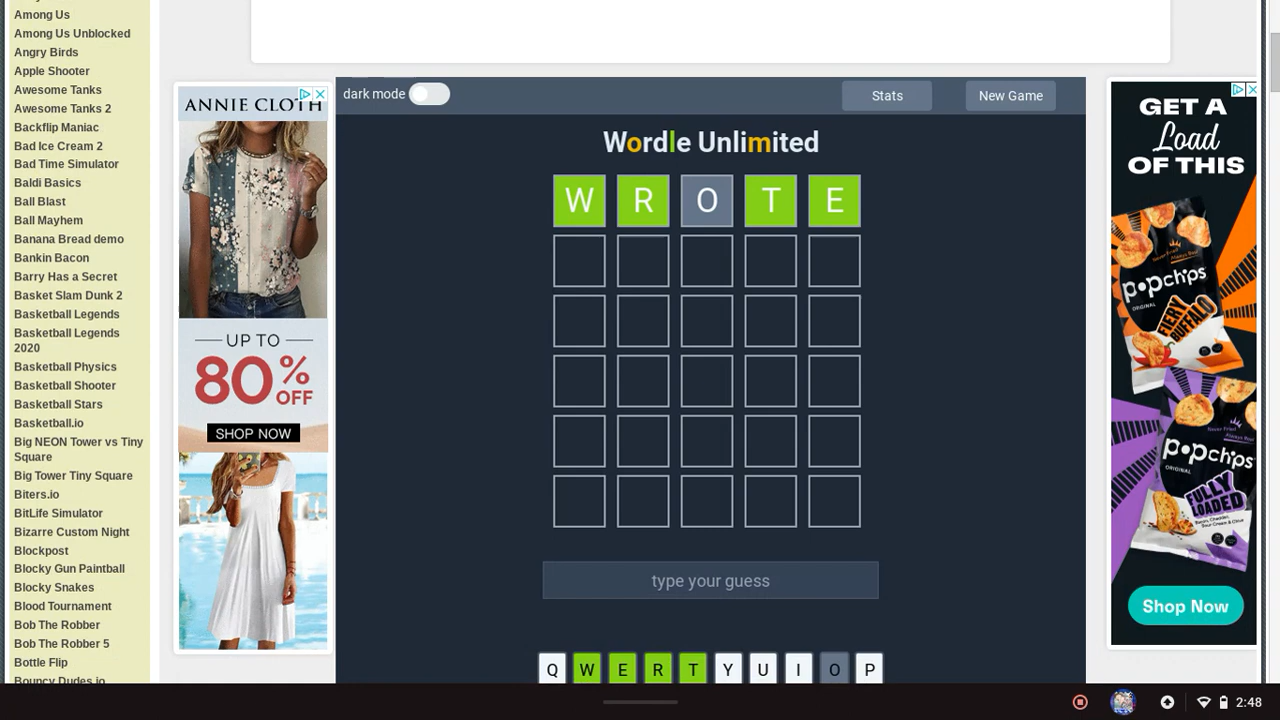 Among Us
Among Us Unblocked
Angry Birds
Apple Shooter
Awesome Tanks
Awesome Tanks 2
Backflip Maniac
Bad Ice Cream 2
Bad Time Simulator
Baldi Basics
Ball Blast
Ball Mayhem
Banana Bread demo
Bankin Bacon
Barry Has a Secret
Basket Slam Dunk 2
Basketball Legends
Basketball Legends
2020
Basketball Physics
Basketball Shooter
Basketball Stars
Basketball.io
Big NEON Tower vs Tiny
Square
Big Tower Tiny Square
Biters.io
BitLife Simulator
Bizarre Custom Night
Blockpost
Blocky Gun Paintball
Blocky Snakes
Blood Tournament
Bob The Robber
Bob The Robber 5
Bottle Flip
Bouncy Dudes.io
ANNIE CLOTH
UP TO
80% OFF
SHOP NOW
dark mode
Stats
New Game
Wordle Unlimited
W R O T E
type your guess
Q W E R T Y U I O P
GET A
Load
OF THIS
popchips
ORIGINAL
FIERY
BUFFALO
popchips
ORIGINAL
FULLY
LOADED
Shop Now
2:48